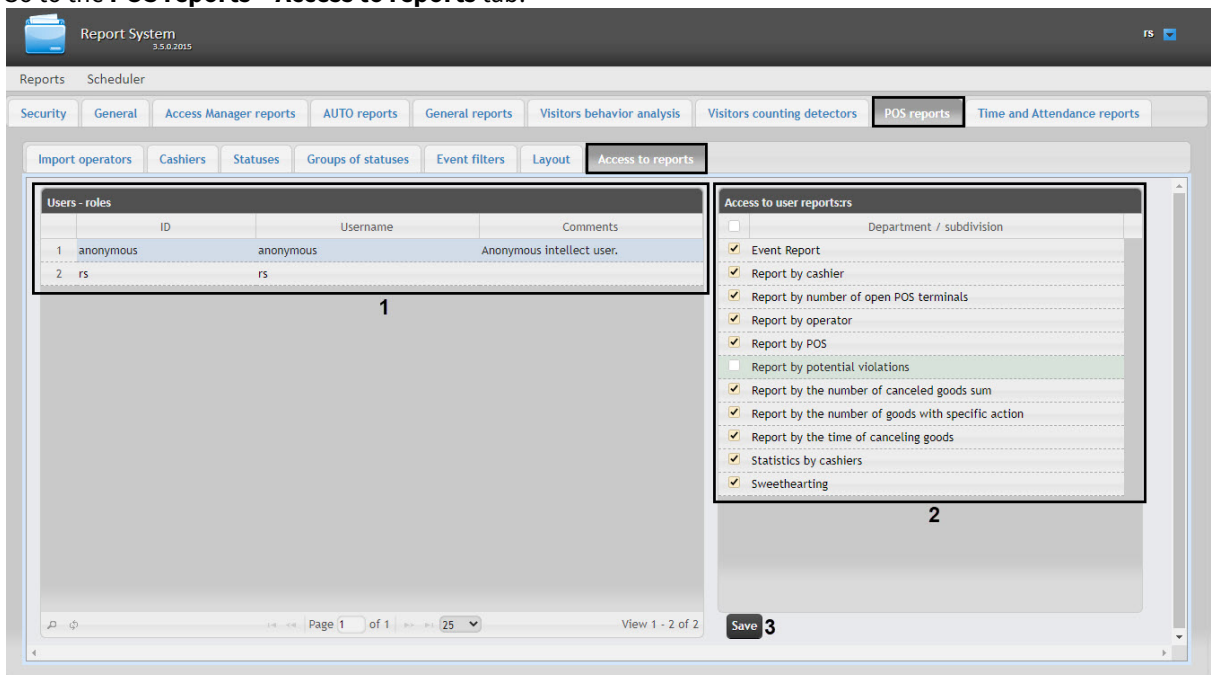 Go to the POS reports - Access to reports tab.
Report System
3.5.0.2015
rs
Reports Scheduler
Security General Access Manager reports AUTO reports General reports Visitors behavior analysis Visitors counting detectors POS reports Time and Attendance reports
Import operators Cashiers Statuses Groups of statuses Event filters Layout Access to reports
Users - roles
ID Username Comments
1 anonymous anonymous Anonymous intellect user.
2 rs rs
1
Access to user reports:rs
Department / subdivision
Event Report
Report by cashier
Report by number of open POS terminals
Report by operator
Report by POS
Report by potential violations
Report by the number of canceled goods sum
Report by the number of goods with specific action
Report by the time of canceling goods
Statistics by cashiers
Sweethearting
2
Page 1 of 1 25 View 1 - 2 of 2
Save 3